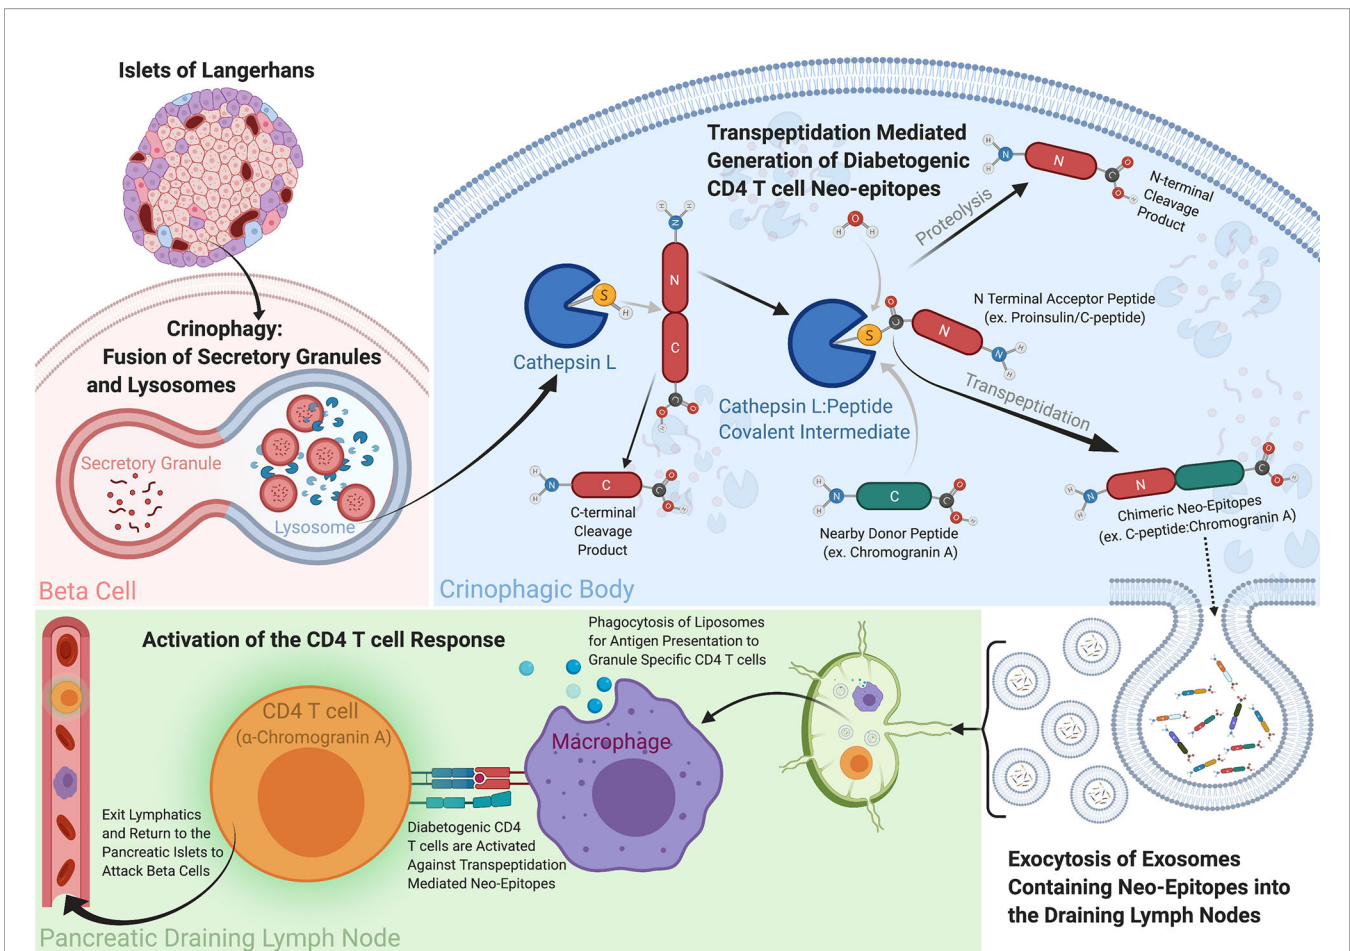 Islets of Langerhans
Crinophagy:
Fusion of Secretory Granules
and Lysosomes
Secretory Granule
Lysosome
Beta Cell
Transpeptidation Mediated
Generation of Diabetogenic
CD4 T cell Neo-epitopes
H
O
H
H
H
N
N
C
C
O
H
O
S
H
Cathepsin L
H
H
N
C
C
O
O
H
C-terminal
Cleavage
Product
Proteolysis
H
H
N
N
C
O
O
H
N-terminal
Cleavage
Product
S
C
O
N
N
H
H
N Terminal Acceptor Peptide
(ex. Proinsulin/C-peptide)
Cathepsin L:Peptide
Covalent Intermediate
Transpeptidation
H
H
N
C
C
O
O
H
Nearby Donor Peptide
(ex. Chromogranin A)
H
H
N
N
C
O
O
H
Chimeric Neo-Epitopes
(ex. C-peptide:Chromogranin A)
Crinophagic Body
Activation of the CD4 T cell Response
Phagocytosis of Liposomes
for Antigen Presentation to
Granule Specific CD4 T cells
CD4 T cell
(α-Chromogranin A)
Macrophage
Exit Lymphatics
and Return to the
Pancreatic Islets to
Attack Beta Cells
Diabetogenic CD4
T cells are Activated
Against Transpeptidation
Mediated Neo-Epitopes
Pancreatic Draining Lymph Node
Exocytosis of Exosomes
Containing Neo-Epitopes into
the Draining Lymph Nodes